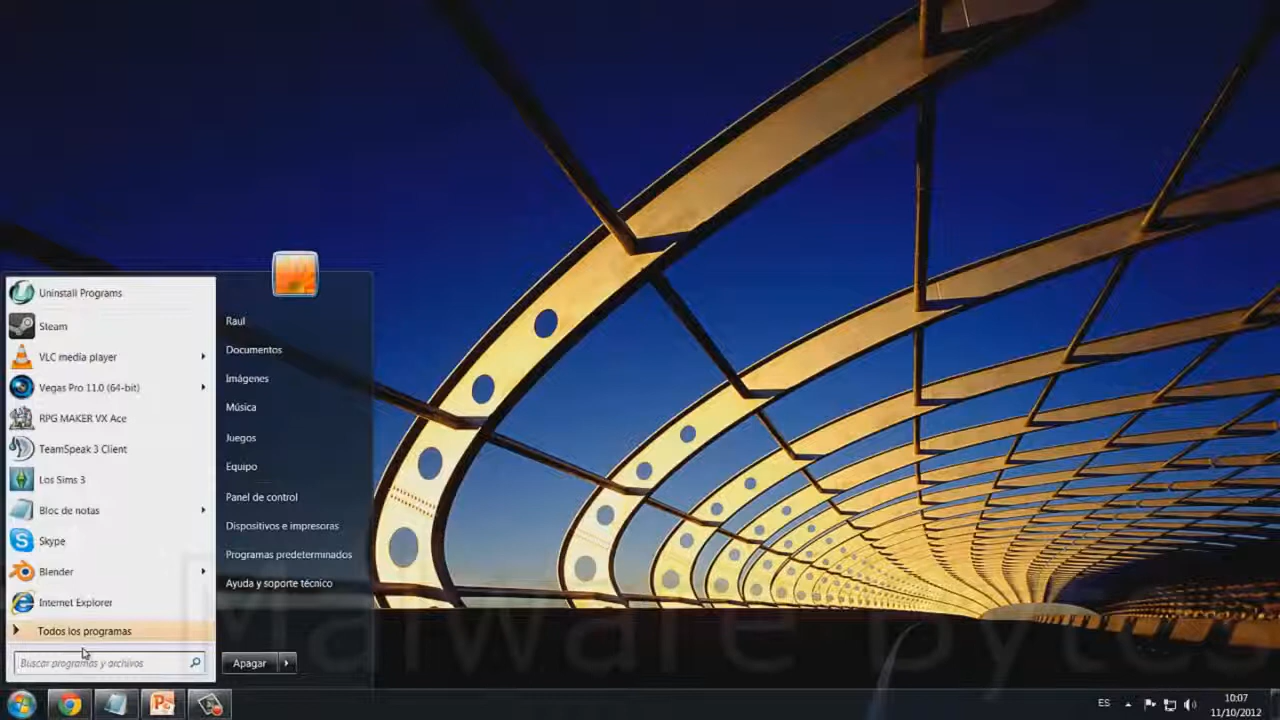 Uninstall Programs
Steam
VLC media player
Vegas Pro 11.0 (64-bit)
RPG MAKER VX Ace
TeamSpeak 3 Client
Los Sims 3
Bloc de notas
Skype
Blender
Internet Explorer
Todos los programas
Buscar programas y archivos
Raul
Documentos
Imágenes
Música
Juegos
Equipo
Panel de control
Dispositivos e impresoras
Programas predeterminados
Ayuda y soporte técnico
Apagar
Malware Bytes
ES
10:07
11/10/2012